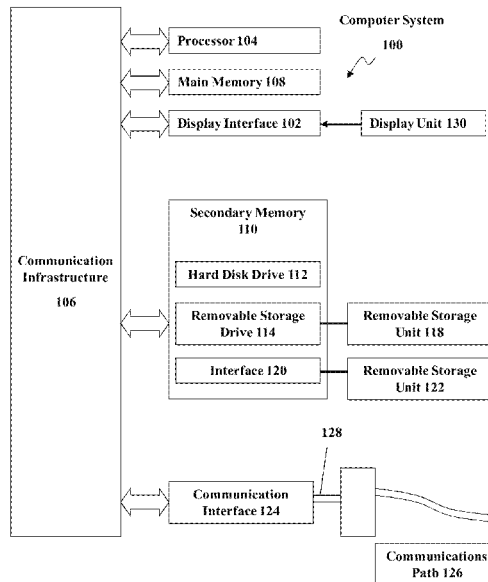 Computer System
100
Processor 104
Main Memory 108
Display Interface 102
Display Unit 130
Communication
Infrastructure
106
Secondary Memory
110
Hard Disk Drive 112
Removable Storage
Drive 114
Removable Storage
Unit 118
Interface 120
Removable Storage
Unit 122
128
Communication
Interface 124
Communications
Path 126